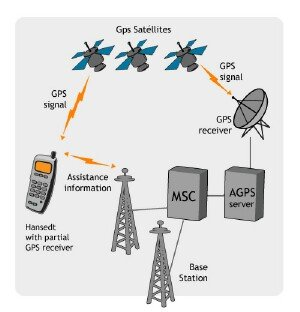 Gps Satéllites
GPS
signal
GPS
signal
GPS
receiver
Assistance
information
MSC
AGPS
server
Hansedt
with partial
GPS receiver
Base
Station